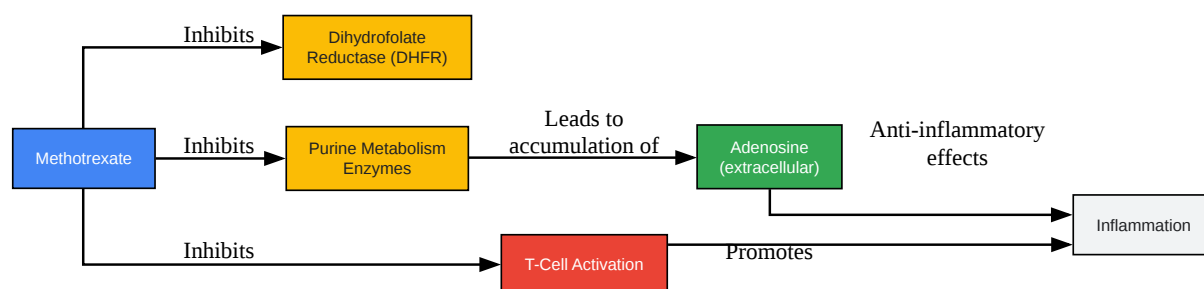 Inhibits
Dihydrofolate
Reductase (DHFR)
Methotrexate
Inhibits
Purine Metabolism
Enzymes
Leads to
accumulation of
Adenosine
(extracellular)
Anti-inflammatory
effects
Inflammation
Inhibits
T-Cell Activation
Promotes